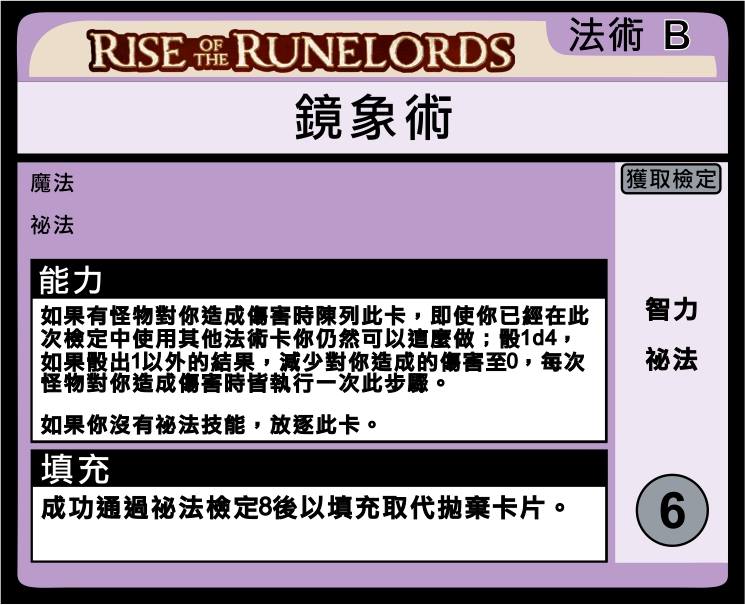 RISE OF THE RUNELORDS
法術 B
鏡象術
魔法
祕法
獲取檢定
智力
祕法
6
能力
如果有怪物對你造成傷害時陳列此卡，即使你已經在此
次檢定中使用其他法術卡你仍然可以這麼做；骰1d4，
如果骰出1以外的結果，減少對你造成的傷害至0，每次
怪物對你造成傷害時皆執行一次此步驟。
如果你沒有祕法技能，放逐此卡。
填充
成功通過祕法檢定8後以填充取代拋棄卡片。